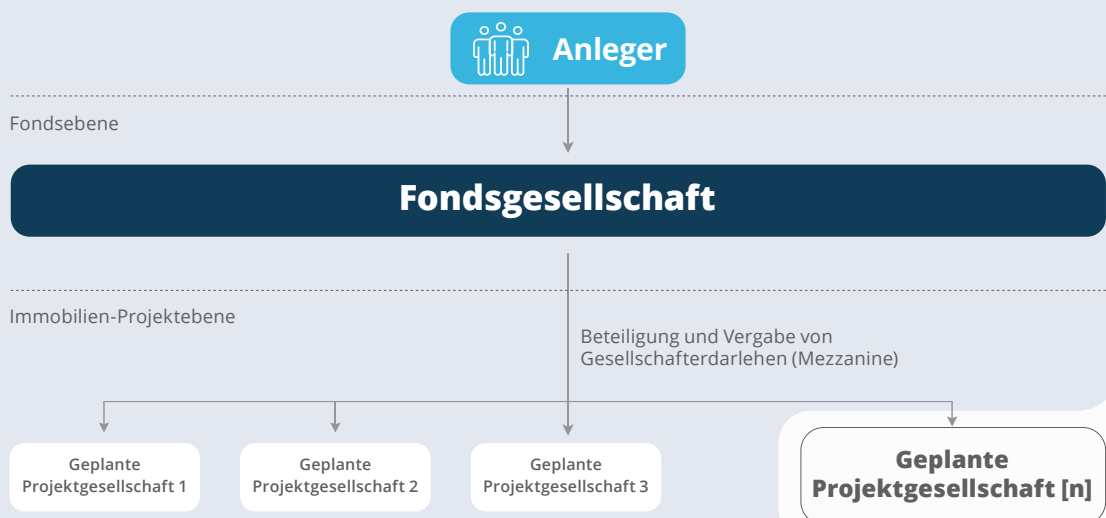 Anleger
Fondsebene
Fondsgesellschaft
Immobilien-Projektebene
Beteiligung und Vergabe von
Gesellschafterdarlehen (Mezzanine)
Geplante
Projektgesellschaft 1
Geplante
Projektgesellschaft 2
Geplante
Projektgesellschaft 3
Geplante
Projektgesellschaft [n]